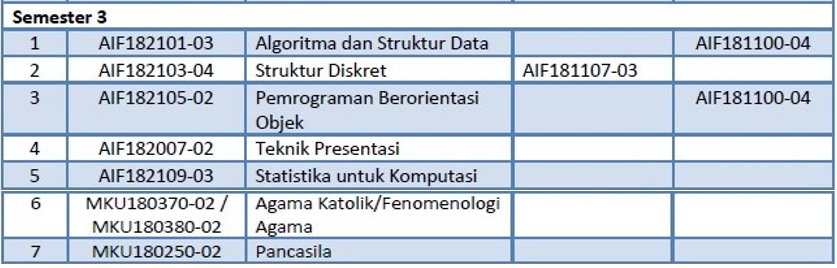 Semester 3
1 AIF182101-03 Algoritma dan Struktur Data AIF181100-04
2 AIF182103-04 Struktur Diskret AIF181107-03
3 AIF182105-02 Pemrograman Berorientasi AIF181100-04
Objek
4 AIF182007-02 Teknik Presentasi
5 AIF182109-03 Statistika untuk Komputasi
6 MKU180370-02 / Agama Katolik/Fenomenologi
MKU180380-02 Agama
7 MKU180250-02 Pancasila